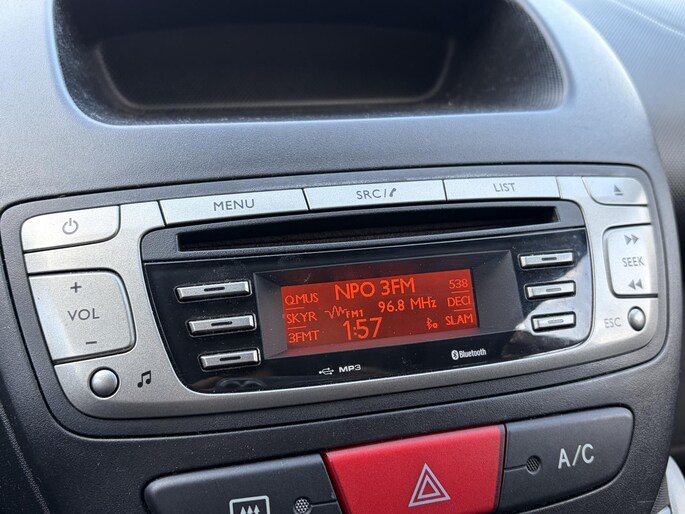 MENU
SRC/
LIST
+
VOL
−
SEEK
ESC
NPO 3FM
QMUS
538
96.8 MHz
SKYR
FM1
DECI
3FMT
1:57
SLAM
MP3
Bluetooth
A/C